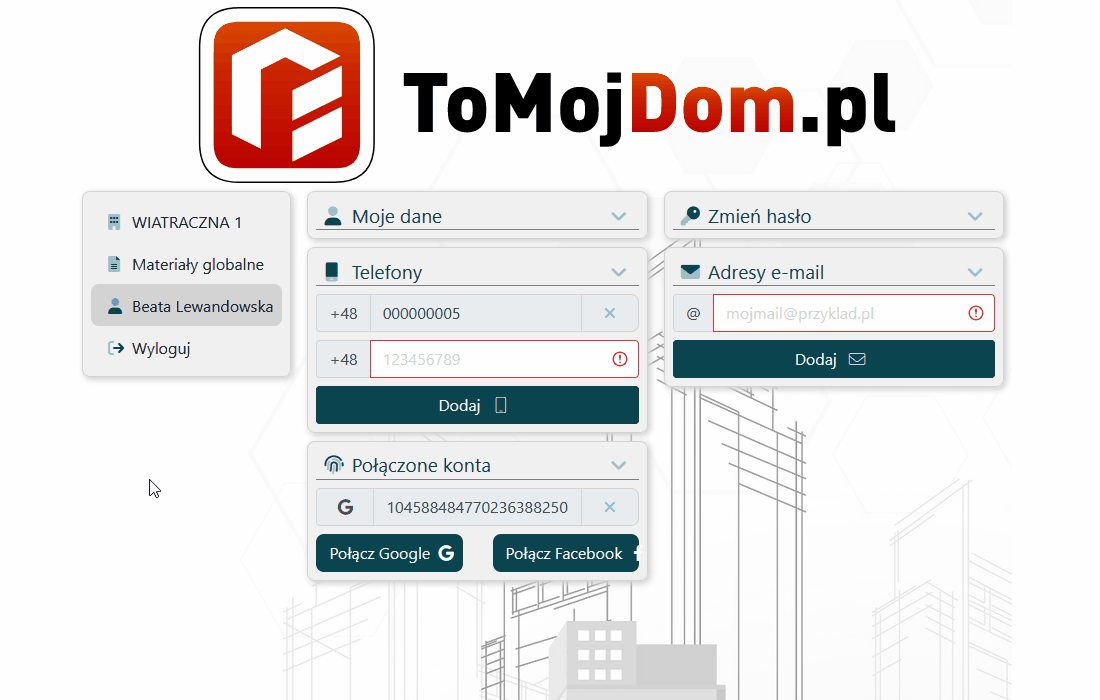 ToMojDom.pl
WIATRACZNA 1
Materiały globalne
Beata Lewandowska
Wyloguj
Moje dane
Telefony
+48 000000005
+48 123456789
Dodaj
Połączone konta
G 104588484770236388250
Połącz Google G
Połącz Facebook f
Zmień hasło
Adresy e-mail
@ mojmail@przyklad.pl
Dodaj